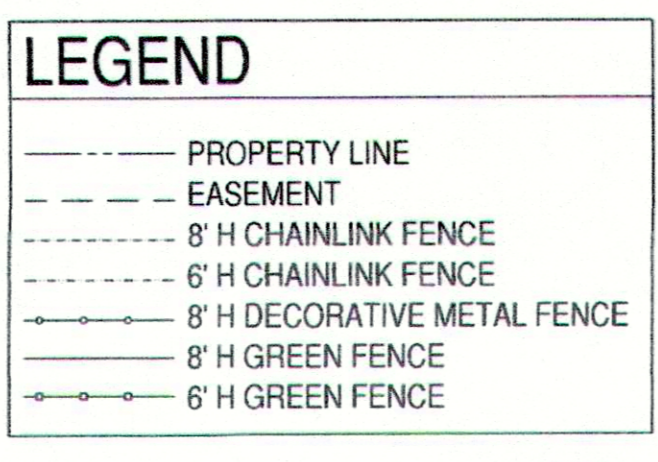 LEGEND
PROPERTY LINE
EASEMENT
8' H CHAINLINK FENCE
6' H CHAINLINK FENCE
8' H DECORATIVE METAL FENCE
8' H GREEN FENCE
6' H GREEN FENCE